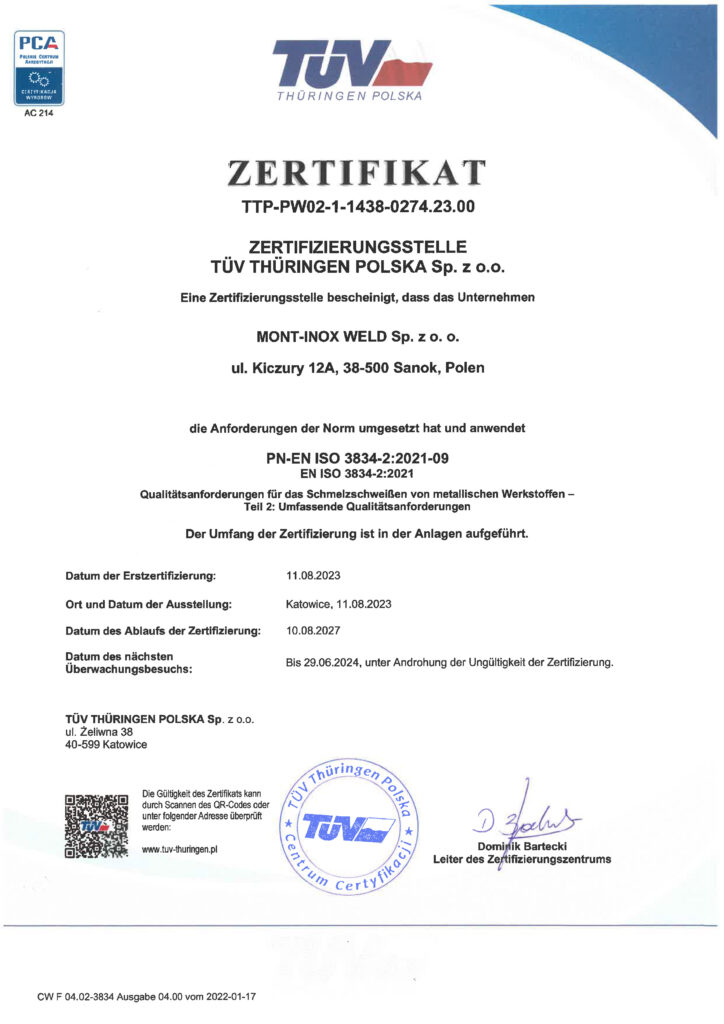 PCA
POLSKIE CENTRUM
AKREDYTACJI
CERTYFIKACJA
WYROBÓW
AC 214
TÜV
THÜRINGEN POLSKA
ZERTIFIKAT
TTP-PW02-1-1438-0274.23.00
ZERTIFIZIERUNGSSTELLE
TÜV THÜRINGEN POLSKA Sp. z o.o.
Eine Zertifizierungsstelle bescheinigt, dass das Unternehmen
MONT-INOX WELD Sp. z o. o.
ul. Kiczury 12A, 38-500 Sanok, Polen
die Anforderungen der Norm umgesetzt hat und anwendet
PN-EN ISO 3834-2:2021-09
EN ISO 3834-2:2021
Qualitätsanforderungen für das Schmelzschweißen von metallischen Werkstoffen –
Teil 2: Umfassende Qualitätsanforderungen
Der Umfang der Zertifizierung ist in der Anlagen aufgeführt.
Datum der Erstzertifizierung: 11.08.2023
Ort und Datum der Ausstellung: Katowice, 11.08.2023
Datum des Ablaufs der Zertifizierung: 10.08.2027
Datum des nächsten
Überwachungsbesuchs: Bis 29.06.2024, unter Androhung der Ungültigkeit der Zertifizierung.
TÜV THÜRINGEN POLSKA Sp. z o.o.
ul. Żeliwna 38
40-599 Katowice
Die Gültigkeit des Zertifikats kann
durch Scannen des QR-Codes oder
unter folgender Adresse überprüft
werden:
www.tuv-thuringen.pl
TÜV
TÜV Thüringen Polska
TÜV
Centrum Certyfikacji
Dominik Bartecki
Leiter des Zertifizierungszentrums
CW F 04.02-3834 Ausgabe 04.00 vom 2022-01-17